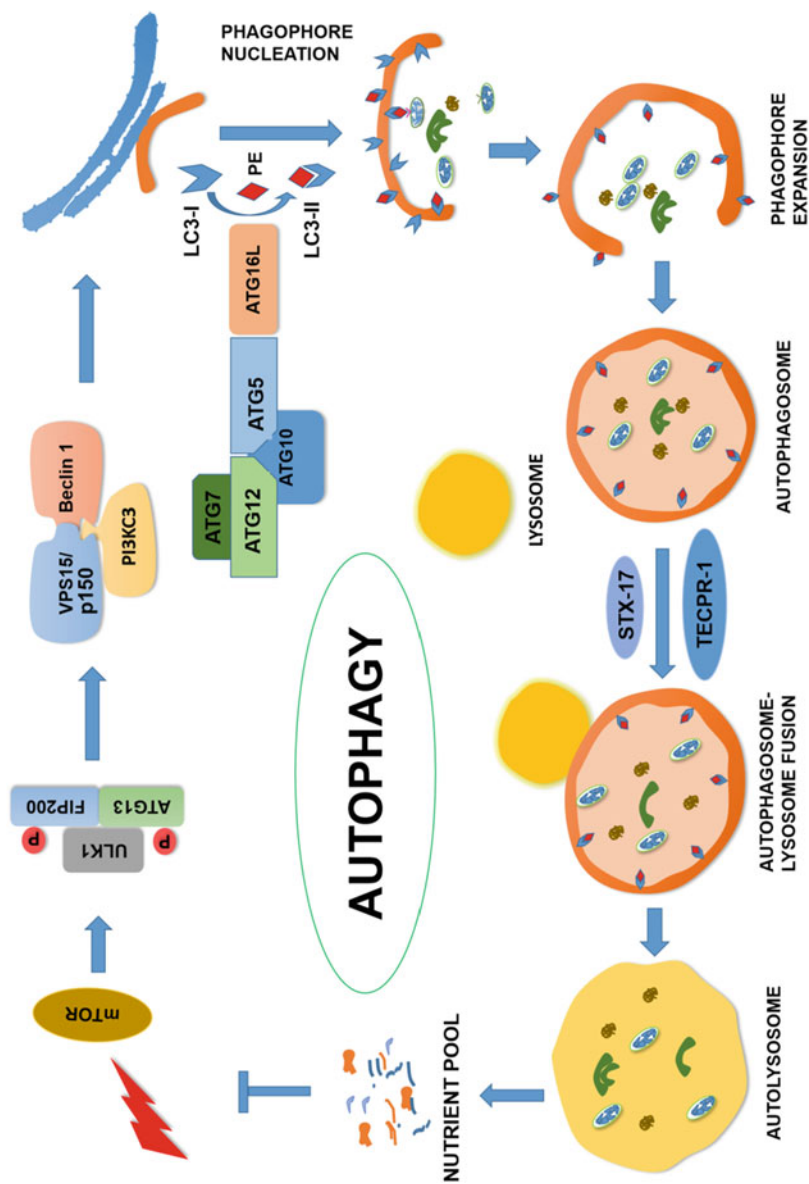 mTOR
P
P
ULK1
FIP200
ATG13
VPS15/
p150
Beclin 1
PI3KC3
PHAGOPHORE
NUCLEATION
LC3-I
PE
LC3-II
ATG7
ATG12
ATG5
ATG10
ATG16L
AUTOPHAGY
LYSOSOME
PHAGOPHORE
EXPANSION
AUTOPHAGOSOME
STX-17
TECPR-1
AUTOPHAGOSOME-
LYSOSOME FUSION
AUTOLYSOSOME
NUTRIENT POOL